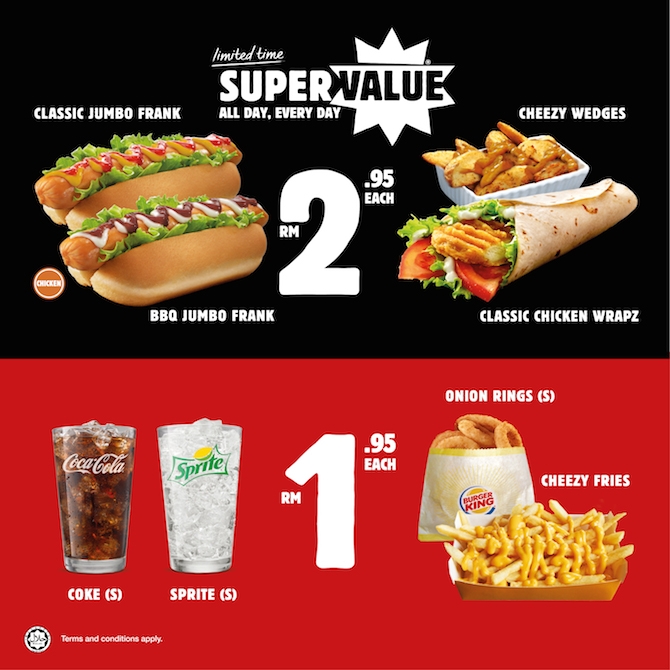 limited time
SUPER VALUE®
ALL DAY, EVERY DAY
CLASSIC JUMBO FRANK
CHEEZY WEDGES
RM 2.95
EACH
CHICKEN
BBQ JUMBO FRANK
CLASSIC CHICKEN WRAPZ
ONION RINGS (S)
RM 1.95
EACH
Coca-Cola
Sprite
BURGER
KING
CHEEZY FRIES
COKE (S)
SPRITE (S)
Terms and conditions apply.